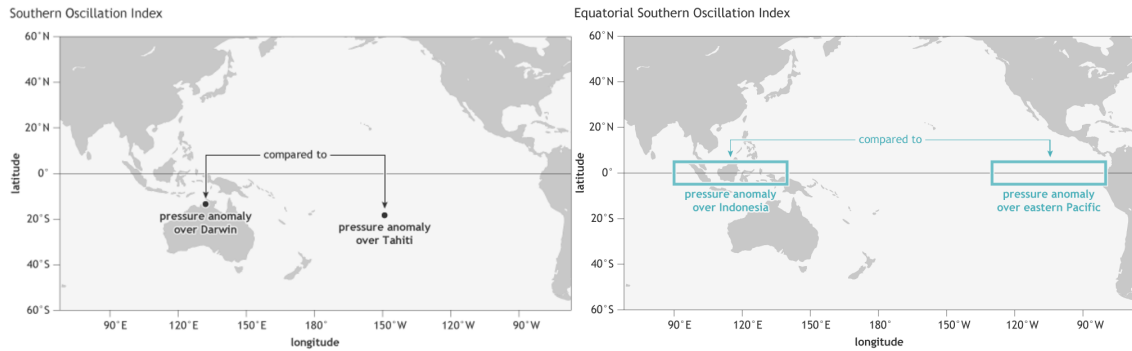 Southern Oscillation Index
60°N
40°N
20°N
0°
20°S
40°S
60°S
latitude
compared to
pressure anomaly
over Darwin
pressure anomaly
over Tahiti
90°E
120°E
150°E
180°
150°W
120°W
90°W
longitude
Equatorial Southern Oscillation Index
60°N
40°N
20°N
0°
20°S
40°S
60°S
latitude
compared to
pressure anomaly
over Indonesia
pressure anomaly
over eastern Pacific
90°E
120°E
150°E
180°
150°W
120°W
90°W
longitude